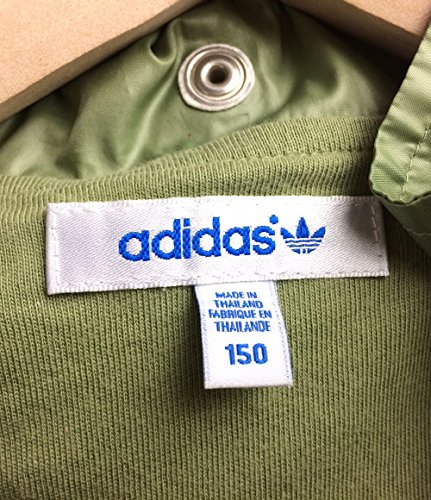 adidas
MADE IN
THAILAND
FABRIQUE EN
THAILANDE
150